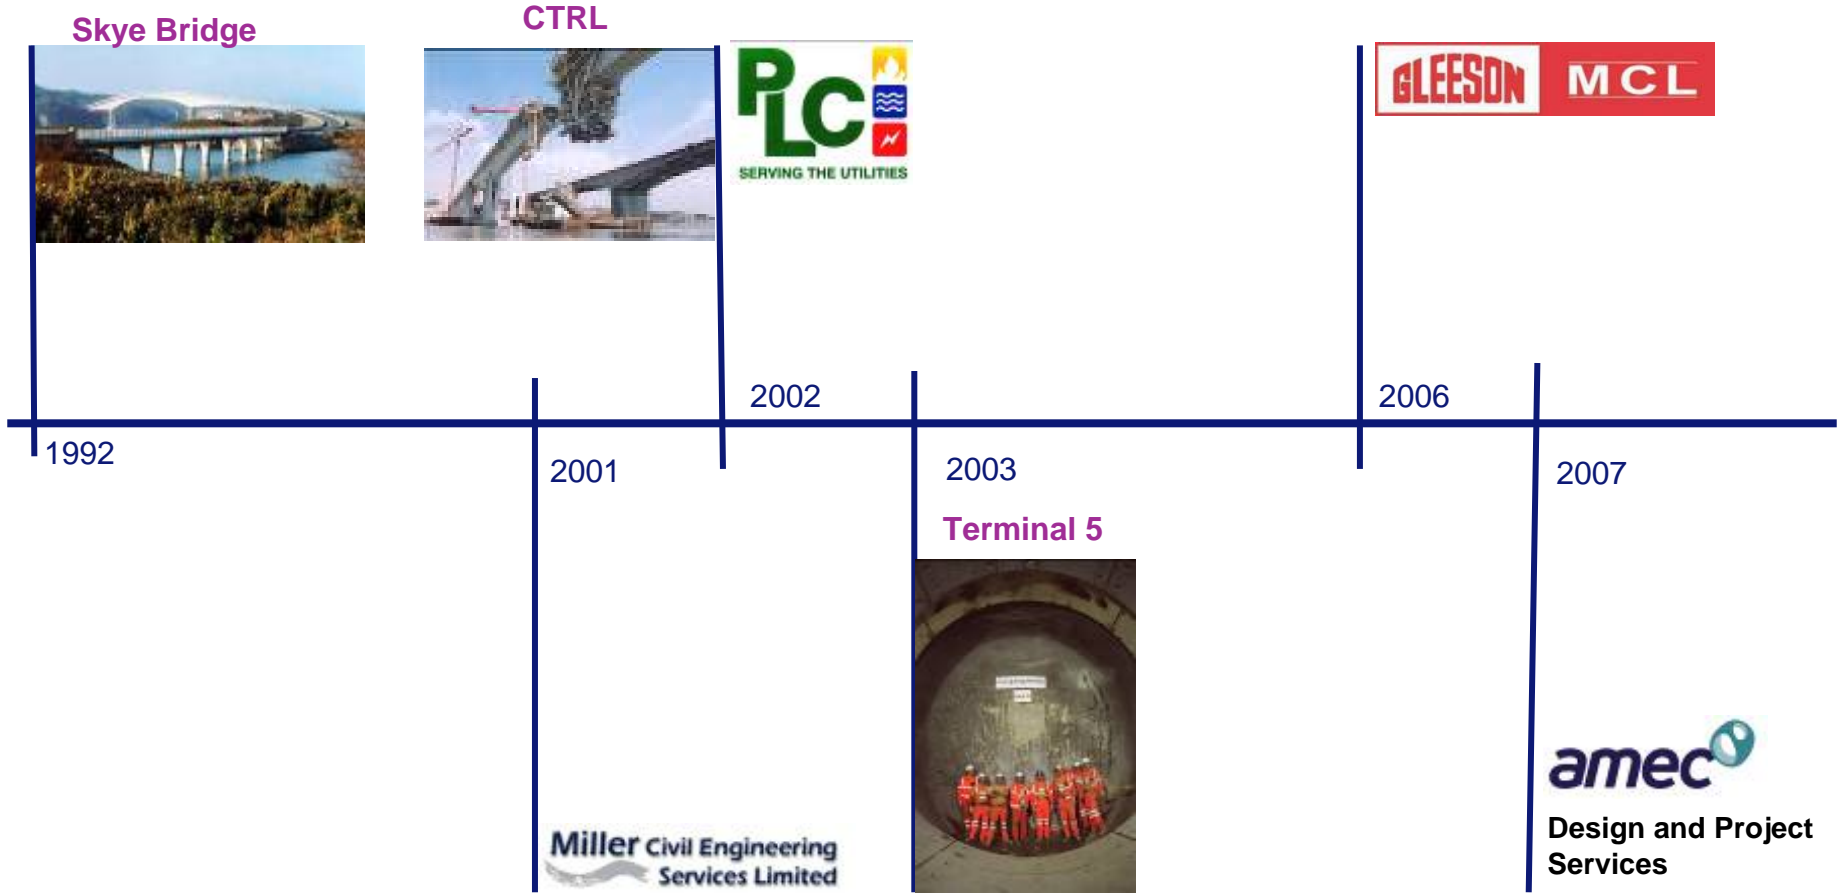 Skye Bridge
CTRL
PLC
SERVING THE UTILITIES
GLEESON MCL
2002
2006
1992
2001
2003
2007
Terminal 5
amec
Design and Project
Services
Miller Civil Engineering
Services Limited